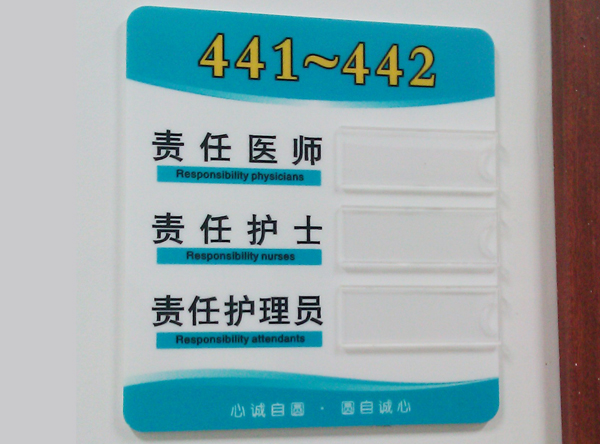 441~442
责任医师
Responsibility physicians
责任护士
Responsibility nurses
责任护理员
Responsibility attendants
心诚自圆 · 圆自诚心